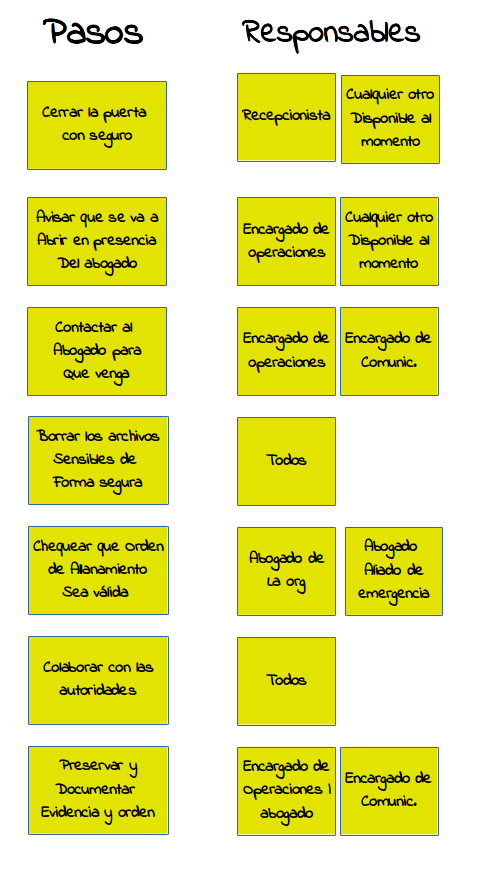 Pasos
Responsables
Cerrar la puerta
con seguro
Recepcionista
Cualquier otro
Disponible al
momento
Avisar que se va a
Abrir en presencia
Del abogado
Encargado de
operaciones
Cualquier otro
Disponible al
momento
Contactar al
Abogado para
Que venga
Encargado de
operaciones
Encargado de
Comunic.
Borrar los archivos
Sensibles de
Forma segura
Todos
Chequear que Orden
de Allanamiento
Sea válida
Abogado de
La org
Abogado
Aliado de
emergencia
Colaborar con las
autoridades
Todos
Preservar y
Documentar
Evidencia y orden
Encargado de
Operaciones |
abogado
Encargado de
Comunic.